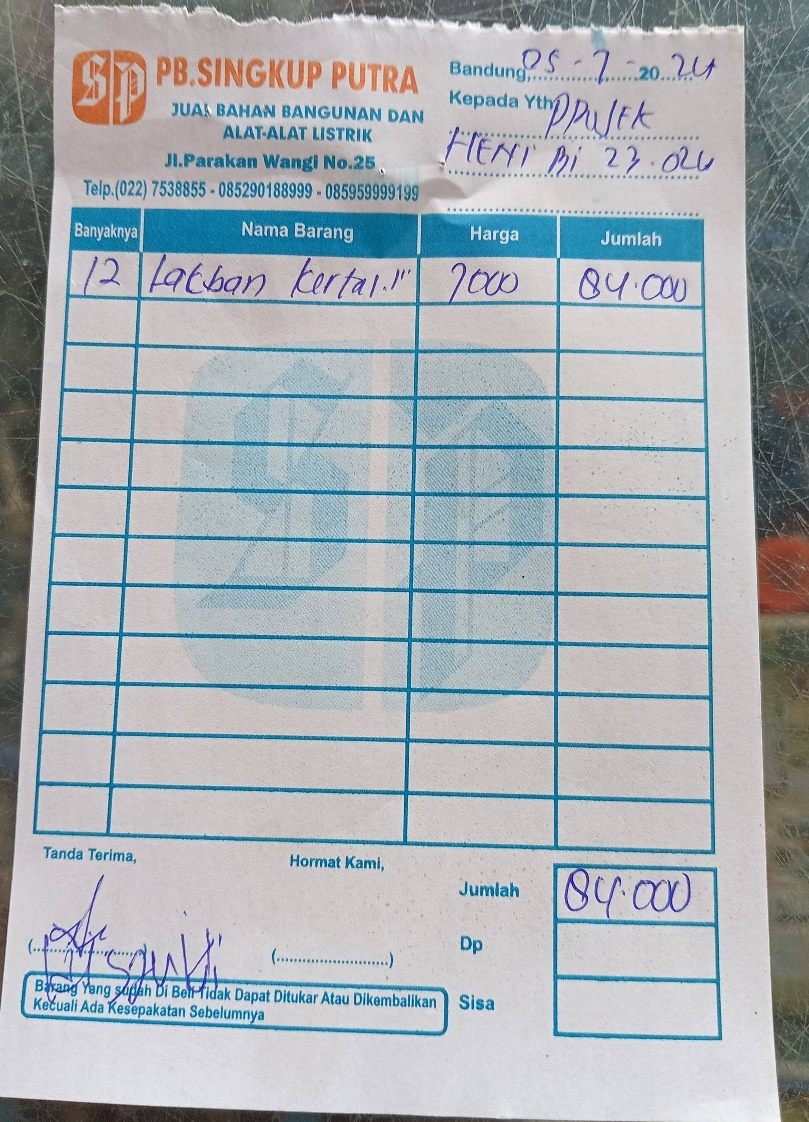 SP PB.SINGKUP PUTRA
JUAL BAHAN BANGUNAN DAN
ALAT-ALAT LISTRIK
Jl.Parakan Wangi No.25
Telp.(022) 7538855 - 085290188999 - 085959999199
Bandung, 05 - 7 - 20 24
Kepada Yth
HENI Bi 23.024
Banyaknya Nama Barang Harga Jumlah
12 Lakban kertas 1" 7000 84.000
Tanda Terima, Hormat Kami,
Jumlah 84.000
Dp
(..........................)
Barang Yang sudah Di Beli Tidak Dapat Ditukar Atau Dikembalikan
Kecuali Ada Kesepakatan Sebelumnya
Sisa